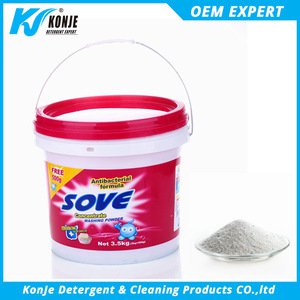 KONJE
DETERGENT EXPERT
OEM EXPERT
FREE
500g
Antibacterial
formula
SOVE
Concentrate
WASHING POWDER
Net 3.5kg
Konje Detergent & Cleaning Products CO.,ltd